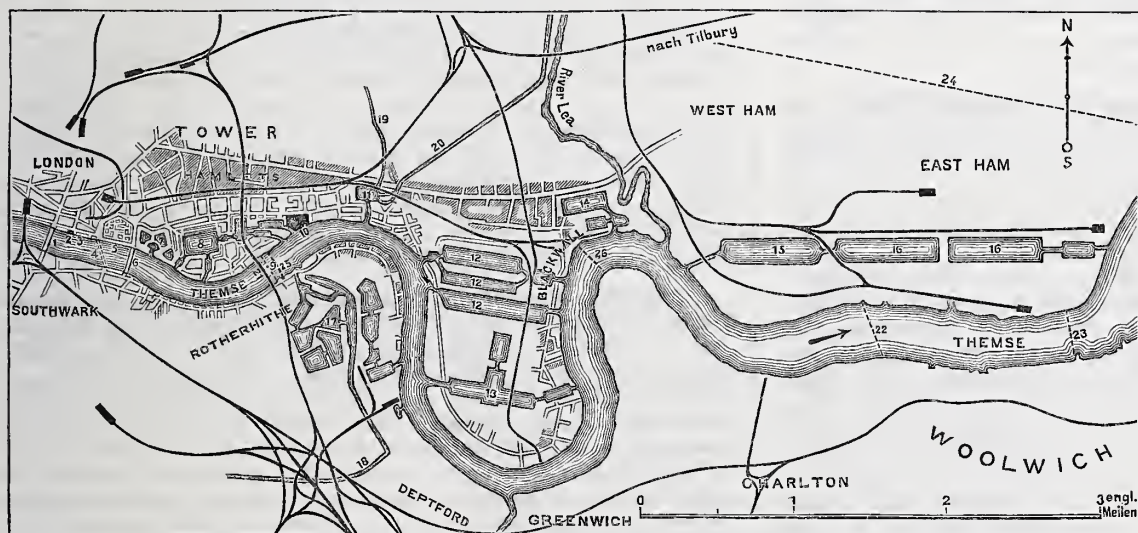 nach Tilbury
N
24
River Lea
S
WEST HAM
19
TOWER
20
EAST HAM
LONDON
HAMLETS
11
14
8
10
1
2
3
4
5
9
25
12
12
12
15
16
16
BLACKWALL
26
THEMSE
SOUTHWARK
ROTHERHITHE
17
22
THEMSE
23
13
18
WOOLWICH
CHARLTON
DEPTFORD
GREENWICH
0 1 2 3 engl.
Meilen